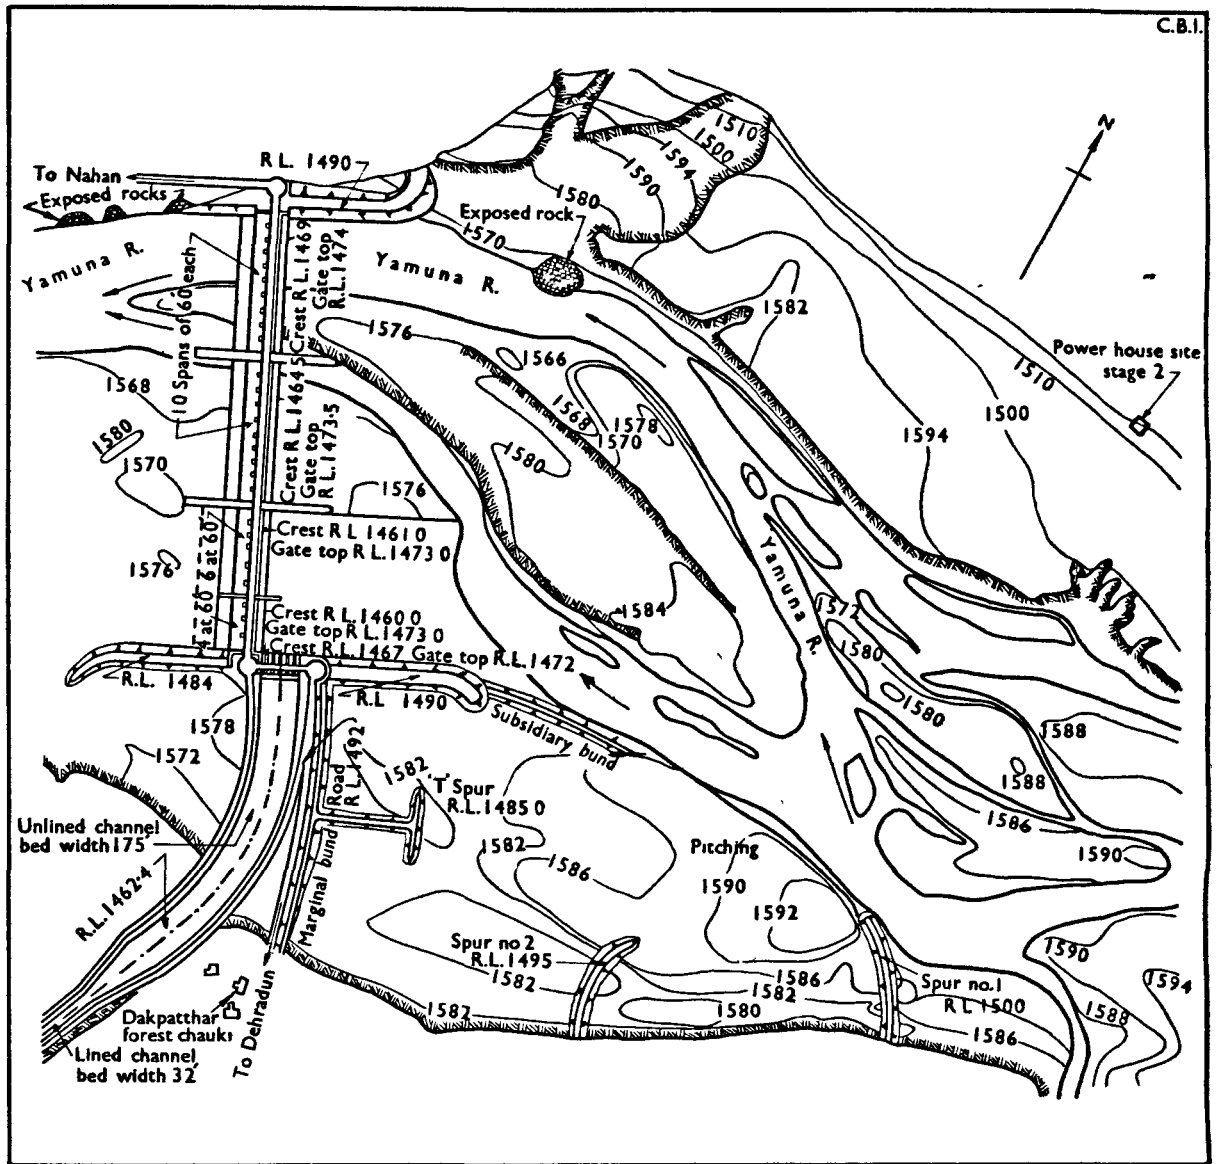 C.B.I.
N
R L. 1490
To Nahan
Exposed rocks
1510
1500
1594
1590
1580
Exposed rock
1570
Yamuna R.
Yamuna R.
10 Spans of 60' each
Crest R L. 1469
Gate top
R.L. 1474
Crest R L. 1464 5
Gate top
R.L. 1473·5
1576
1566
1568
1578
1570
1580
1582
Power house site
stage 2
1510
1500
1594
1568
1580
1570
1576
1576
Crest R L 1461 0
Gate top R L. 1473 0
6 at 60'
4 at 60'
Crest R L. 1460 0
Gate top R L. 1473 0
Crest R L. 1467 Gate top R.L. 1472
1584
Yamuna R.
1572
1580
1580
1588
1588
1586
1590
R.L. 1484
R.L 1490
Subsidiary bund
1578
1572
Road
R L. 1492
1582
'T' Spur
R.L. 1485 0
Unlined channel
bed width 175'
1582
1586
Pitching
1590
1592
Marginal bund
R.L. 1462·4
Spur no 2
R.L. 1495
1582
1586
1582
1580
1582
Spur no. 1
R L 1500
1586
1590
1594
1588
Dakpatthar
forest chauki
To Dehradun
Lined channel
bed width 32'